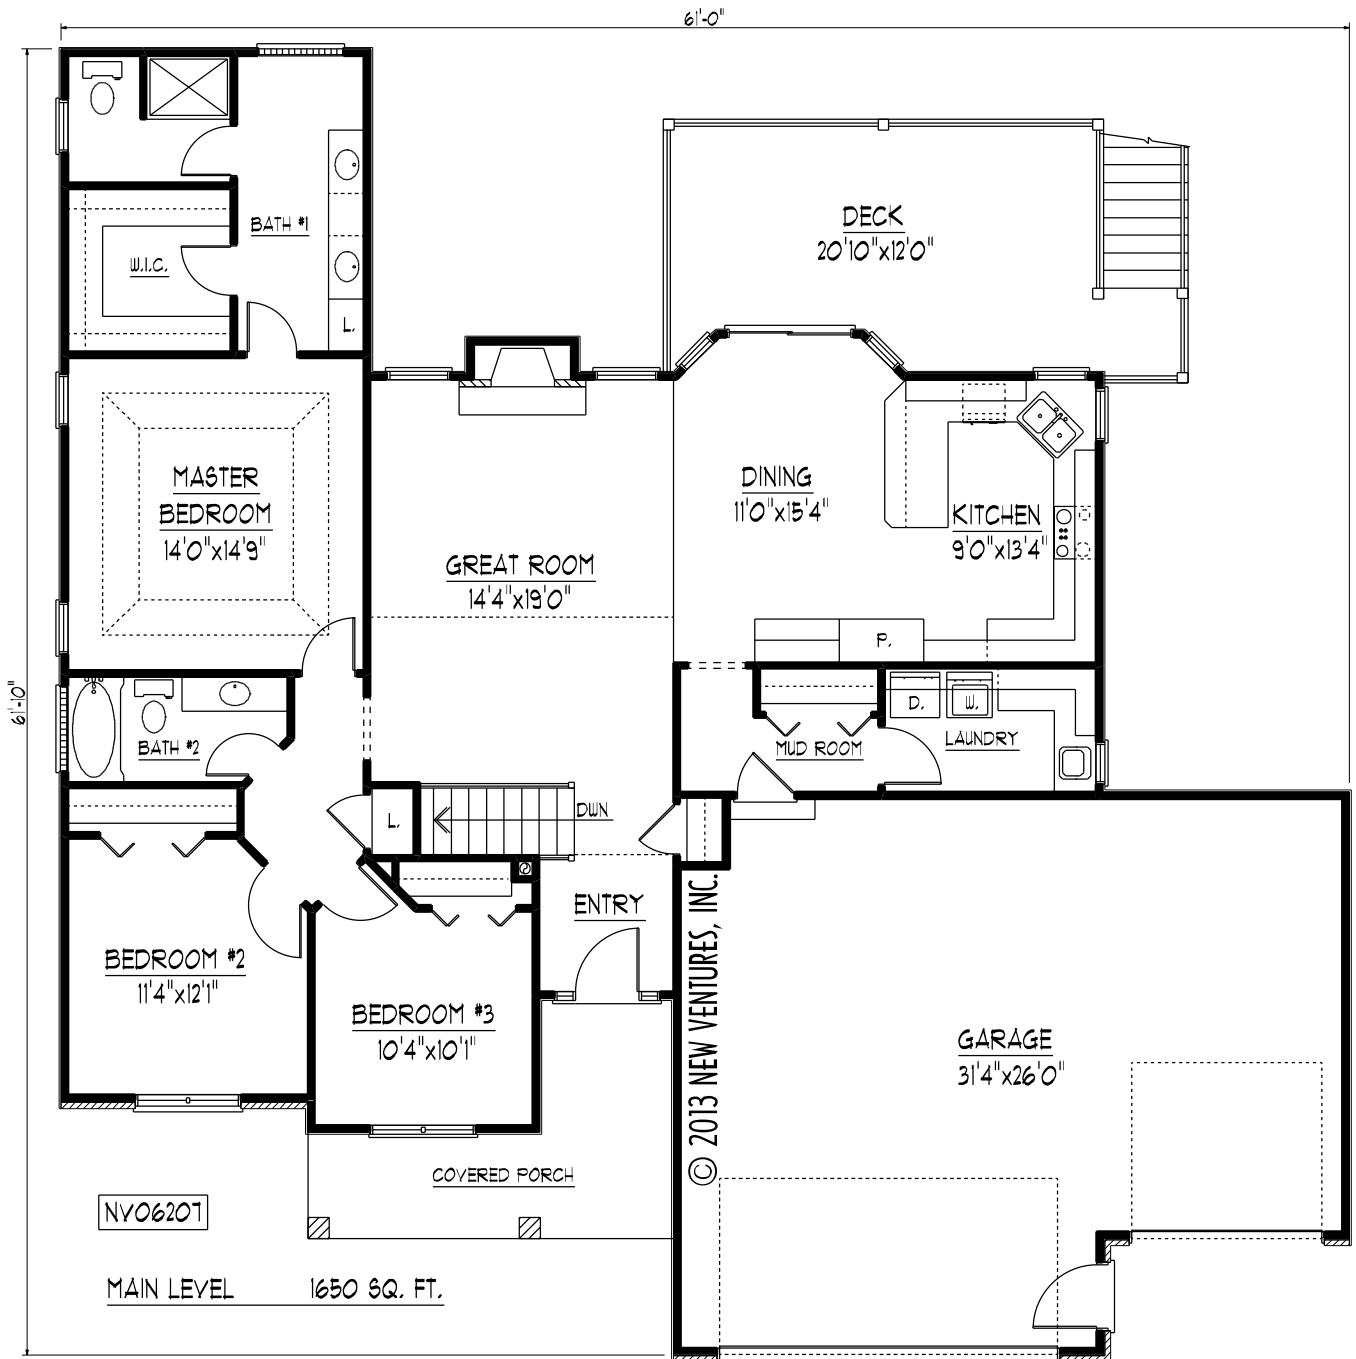 61'-0"
DECK
20'10"x12'0"
BATH #1
W.I.C.
L.
MASTER
BEDROOM
14'0"x14'9"
DINING
11'0"x15'4"
KITCHEN
9'0"x13'4"
GREAT ROOM
14'4"x19'0"
P.
61'-10"
D.
W.
BATH #2
MUD ROOM
LAUNDRY
L.
DWN
ENTRY
BEDROOM #2
11'4"x12'1"
BEDROOM #3
10'4"x10'1"
© 2013 NEW VENTURES, INC.
GARAGE
31'4"x26'0"
COVERED PORCH
NV06207
MAIN LEVEL 1650 SQ. FT.